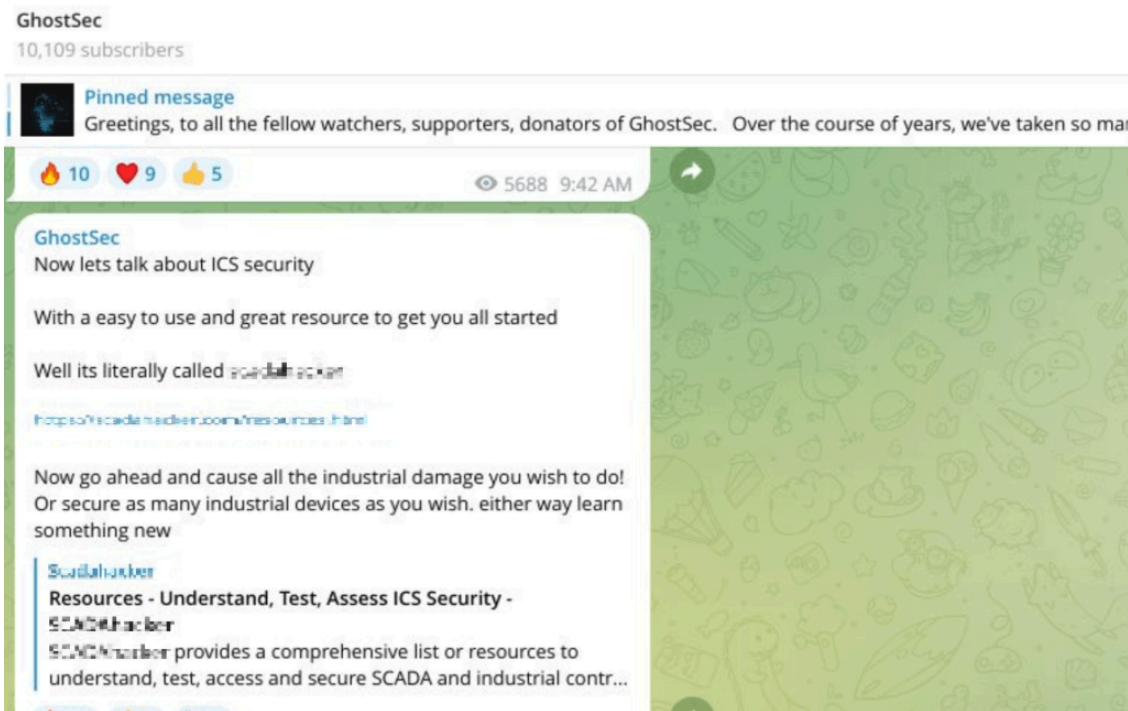 GhostSec
10,109 subscribers
Pinned message
Greetings, to all the fellow watchers, supporters, donators of GhostSec. Over the course of years, we've taken so
🔥 10 ❤️ 9 👍 5
5688 9:42 AM
GhostSec
Now lets talk about ICS security
With a easy to use and great resource to get you all started
Well its literally called
Now go ahead and cause all the industrial damage you wish to do!
Or secure as many industrial devices as you wish. either way learn
something new
Resources - Understand, Test, Assess ICS Security -
provides a comprehensive list or resources to
understand, test, access and secure SCADA and industrial contr...